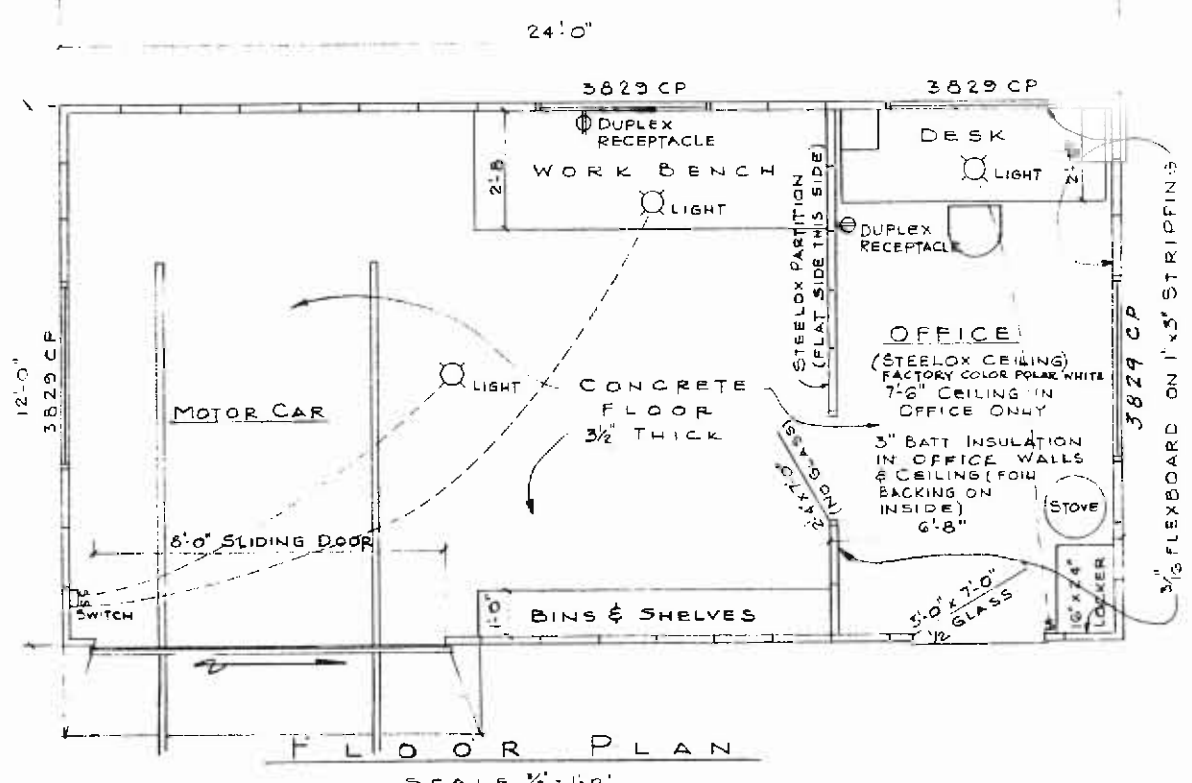 24'-0"
3829 CP
3829 CP
DUPLEX
RECEPTACLE
WORK BENCH
2'-8
LIGHT
DESK
LIGHT
STEELOX PARTITION
(FLAT SIDE THIS SIDE)
DUPLEX
RECEPTACLE
3/16" FLEXBOARD ON 1"x3" STRIPPING
12'-0"
3829 CP
3829 CP
OFFICE
(STEELOX CEILING)
FACTORY COLOR POLAR WHITE
7'-6" CEILING IN
OFFICE ONLY
3" BATT INSULATION
IN OFFICE WALLS
& CEILING (FOIL
BACKING ON
INSIDE)
6'-8"
LIGHT
CONCRETE
FLOOR
3½" THICK
MOTOR CAR
2'-4"x7'-0"
(NO GLASS)
STOVE
8'-0" SLIDING DOOR
SWITCH
1'-0"
BINS & SHELVES
3'-0" x 7'-0"
1/2 GLASS
LOCKER
FLOOR PLAN